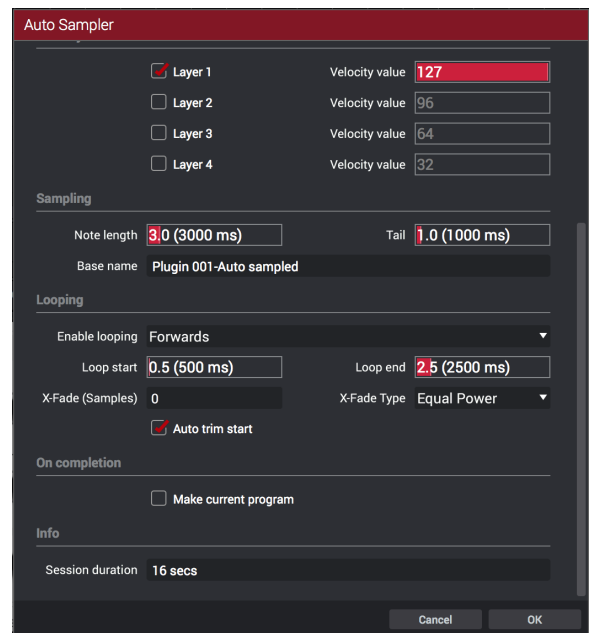 Auto Sampler
Layer 1 Velocity value 127
Layer 2 Velocity value 96
Layer 3 Velocity value 64
Layer 4 Velocity value 32
Sampling
Note length 3.0 (3000 ms) Tail 1.0 (1000 ms)
Base name Plugin 001-Auto sampled
Looping
Enable looping Forwards
Loop start 0.5 (500 ms) Loop end 2.5 (2500 ms)
X-Fade (Samples) 0 X-Fade Type Equal Power
Auto trim start
On completion
Make current program
Info
Session duration 16 secs
Cancel OK